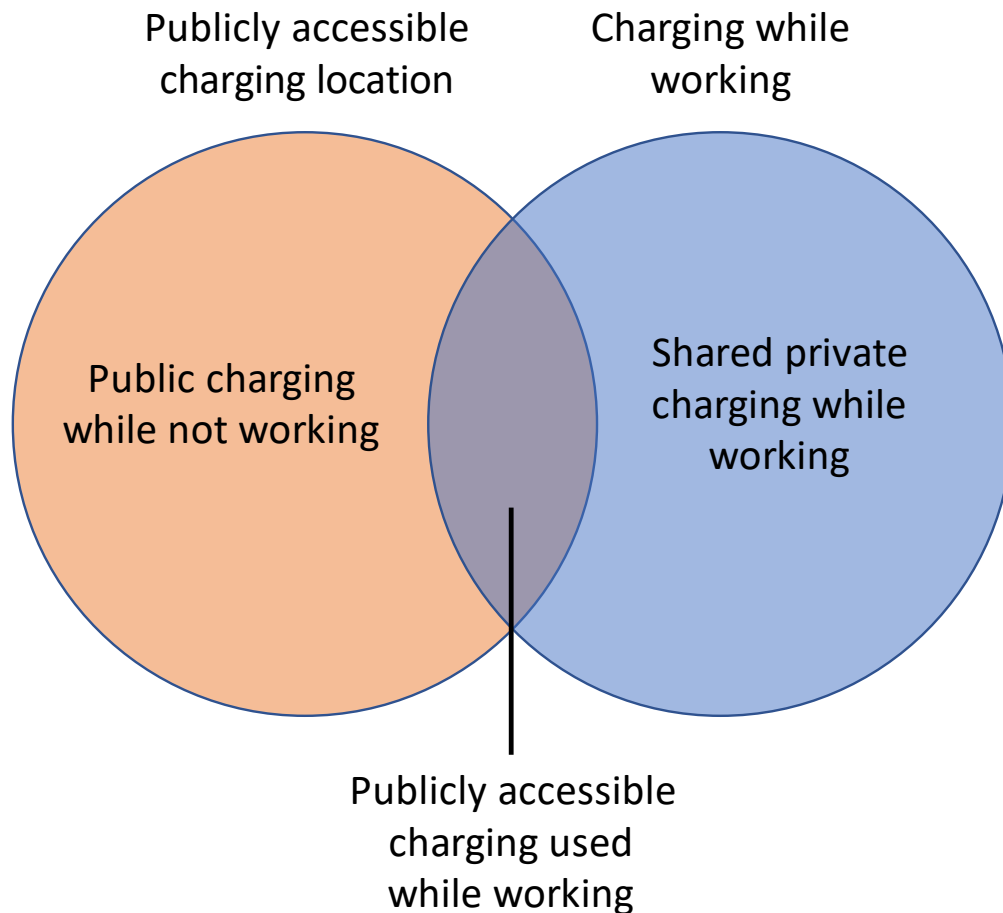 Publicly accessible
charging location
Charging while
working
Public charging
while not working
Shared private
charging while
working
Publicly accessible
charging used
while working